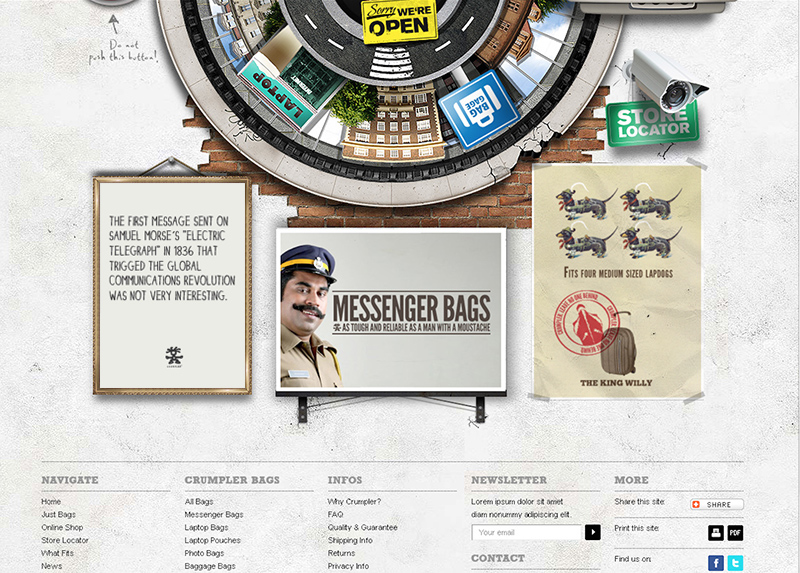 Sorry WE'RE
OPEN
Do not
push this button!
LAPTOP
BAG
GAGE
STORE
LOCATOR
THE FIRST MESSAGE SENT ON
SAMUEL MORSE'S "ELECTRIC
TELEGRAPH" IN 1836 THAT
TRIGGED THE GLOBAL
COMMUNICATIONS REVOLUTION
WAS NOT VERY INTERESTING.
MESSENGER BAGS
AS TOUGH AND RELIABLE AS A MAN WITH A MOUSTACHE
FITS FOUR MEDIUM SIZED LAPDOGS
THE KING WILLY
NAVIGATE
Home
Just Bags
Online Shop
Store Locator
What Fits
News
CRUMPLER BAGS
All Bags
Messenger Bags
Laptop Bags
Laptop Pouches
Photo Bags
Baggage Bags
INFOS
Why Crumpler?
FAQ
Quality & Guarantee
Shipping Info
Returns
Privacy Info
NEWSLETTER
Lorem ipsum dolor sit amet
diam nonummy adipiscing elit.
Your email
CONTACT
MORE
Share this site:
SHARE
Print this site:
PDF
Find us on: